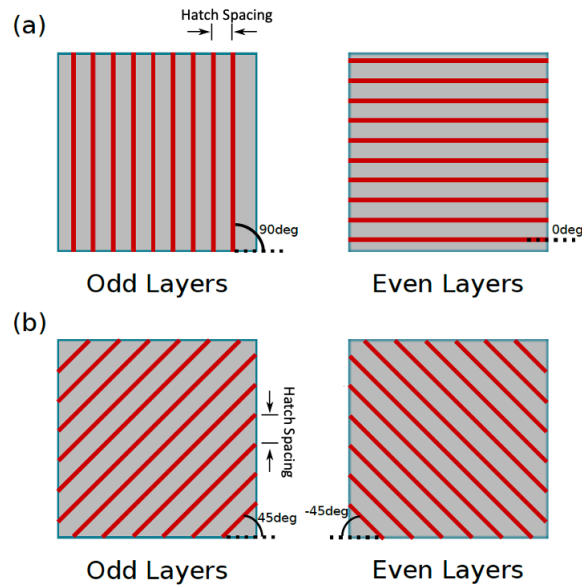 (a)
Hatch Spacing
90deg
0deg
Odd Layers
Even Layers
(b)
Hatch Spacing
45deg
-45deg
Odd Layers
Even Layers